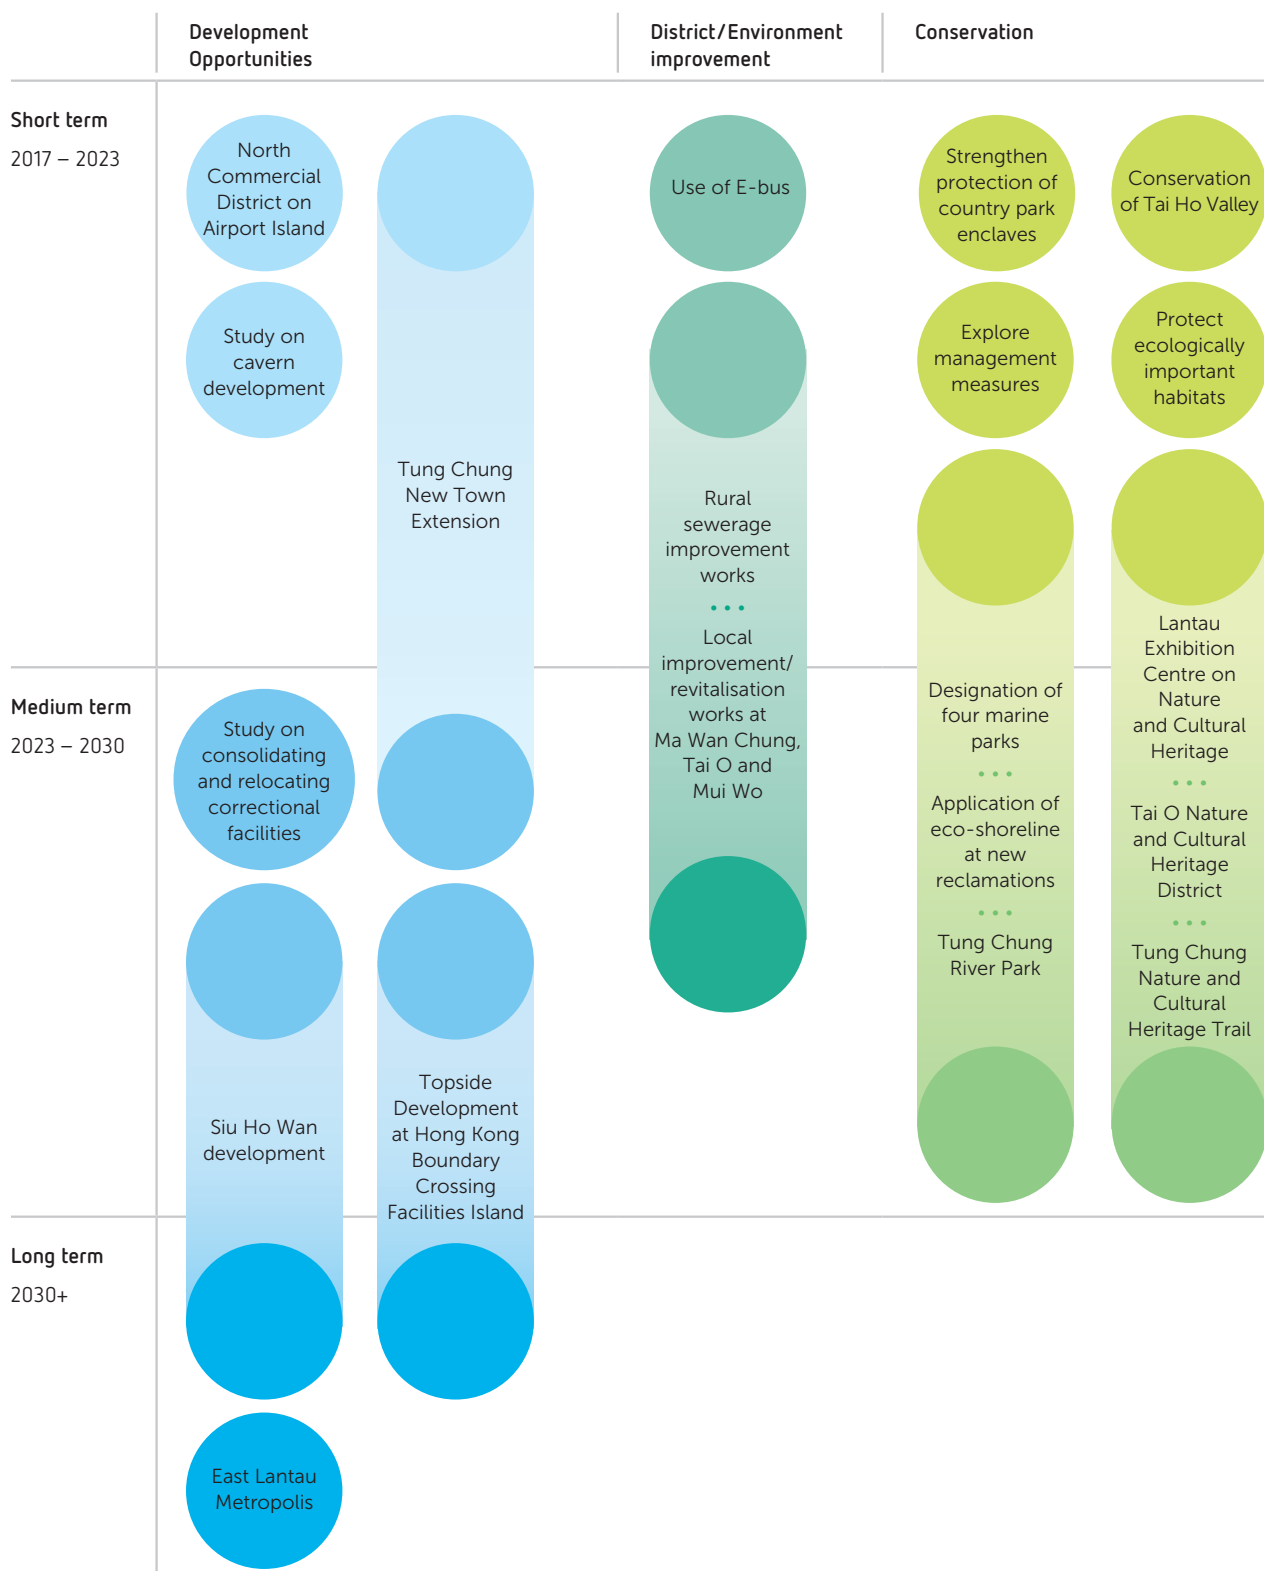 Development
Opportunities
District/Environment
improvement
Conservation
Short term
2017 – 2023
North
Commercial
District on
Airport Island
Study on
cavern
development
Tung Chung
New Town
Extension
Use of E-bus
Rural
sewerage
improvement
works
• • •
Local
improvement/
revitalisation
works at
Ma Wan Chung,
Tai O and
Mui Wo
Strengthen
protection of
country park
enclaves
Explore
management
measures
Conservation
of Tai Ho Valley
Protect
ecologically
important
habitats
Designation of
four marine
parks
• • •
Application of
eco-shoreline
at new
reclamations
• • •
Tung Chung
River Park
Lantau
Exhibition
Centre on
Nature
and Cultural
Heritage
• • •
Tai O Nature
and Cultural
Heritage
District
• • •
Tung Chung
Nature and
Cultural
Heritage Trail
Medium term
2023 – 2030
Study on
consolidating
and relocating
correctional
facilities
Siu Ho Wan
development
Topside
Development
at Hong Kong
Boundary
Crossing
Facilities Island
Long term
2030+
East Lantau
Metropolis